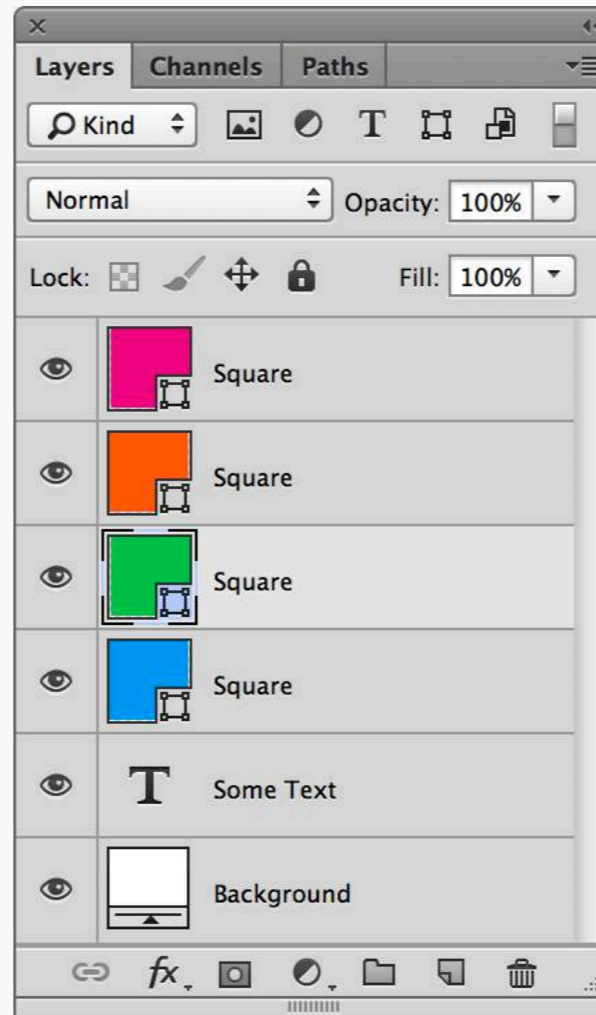 Layers Channels Paths
Kind T
Normal Opacity: 100%
Lock: Fill: 100%
Square
Square
Square
Square
T Some Text
Background
fx